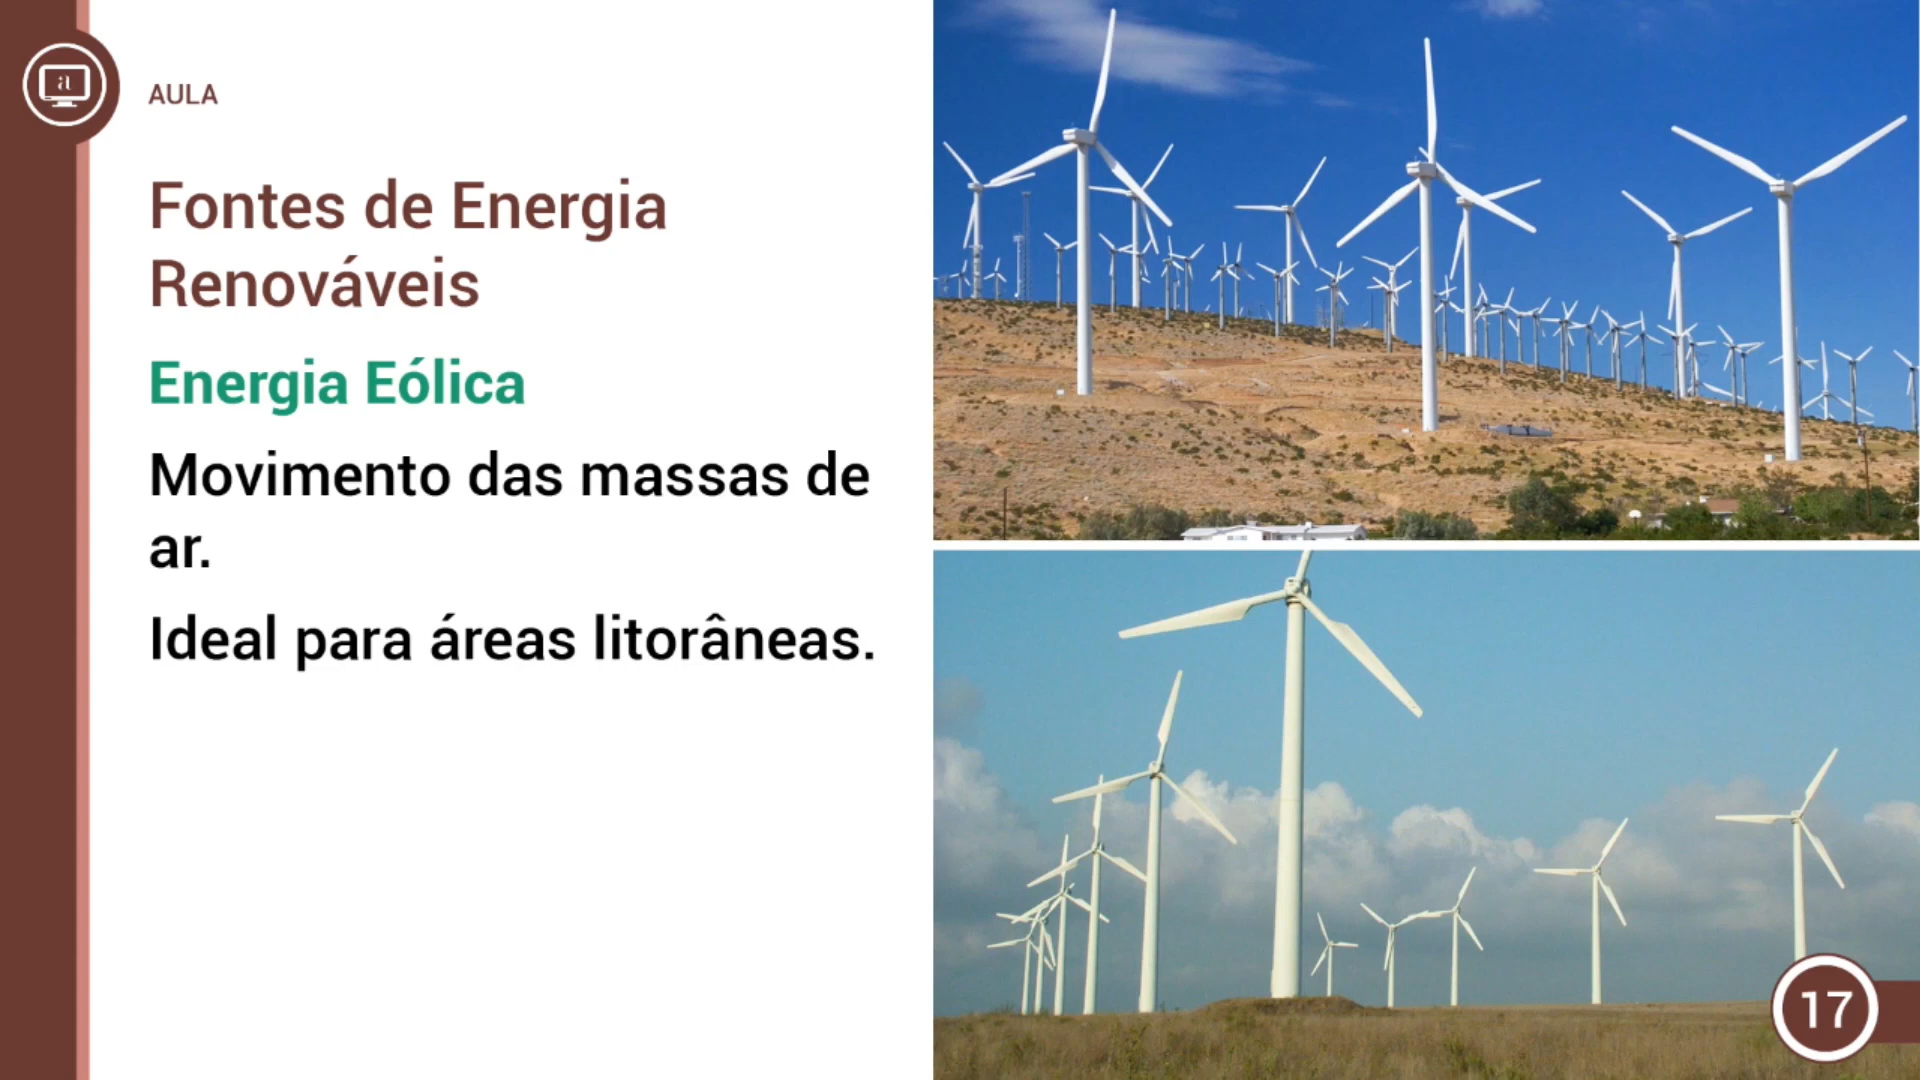 a
AULA
Fontes de Energia
Renováveis
Energia Eólica
Movimento das massas de
ar.
Ideal para áreas litorâneas.
17